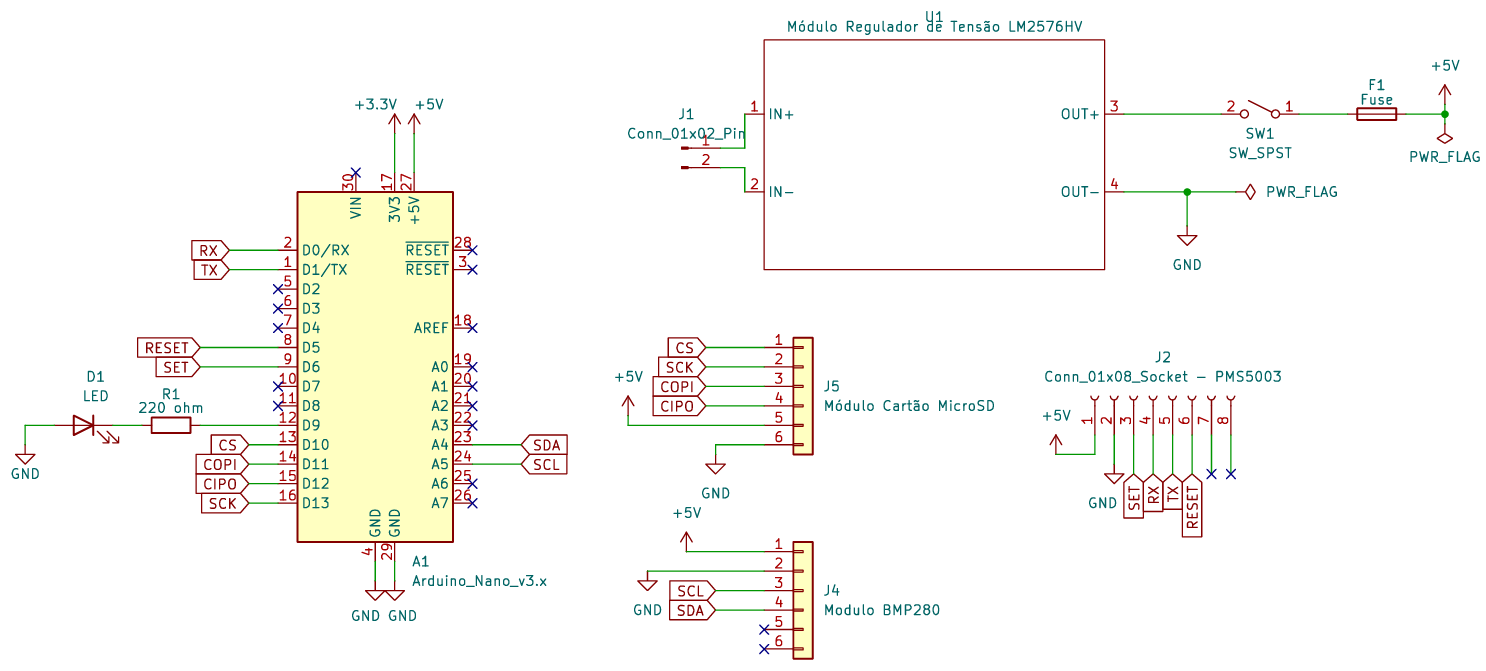 U1
Módulo Regulador de Tensão LM2576HV
+5V
F1
Fuse
+3.3V
+5V
J1
Conn_01x02_Pin
1
2
1
IN+
2
IN-
OUT+
3
OUT-
4
2
1
SW1
SW_SPST
PWR_FLAG
PWR_FLAG
GND
30
17
27
VIN
3V3
+5V
RX
2
D0/RX
RESET
28
TX
1
D1/TX
RESET
3
5
D2
6
D3
7
D4
AREF
18
RESET
8
D5
SET
9
D6
A0
19
10
D7
A1
20
11
D8
A2
21
12
D9
A3
22
CS
13
D10
A4
23
SDA
COPI
14
D11
A5
24
SCL
CIPO
15
D12
A6
25
SCK
16
D13
A7
26
D1
LED
R1
220 ohm
GND
GND
GND
4
29
A1
Arduino_Nano_v3.x
GND
GND
CS
1
SCK
2
COPI
3
CIPO
4
+5V
5
6
GND
J5
Módulo Cartão MicroSD
J2
Conn_01x08_Socket – PMS5003
+5V
1
2
3
4
5
6
7
8
GND
SET
RX
TX
RESET
+5V
1
2
GND
SCL
3
SDA
4
5
6
J4
Modulo BMP280